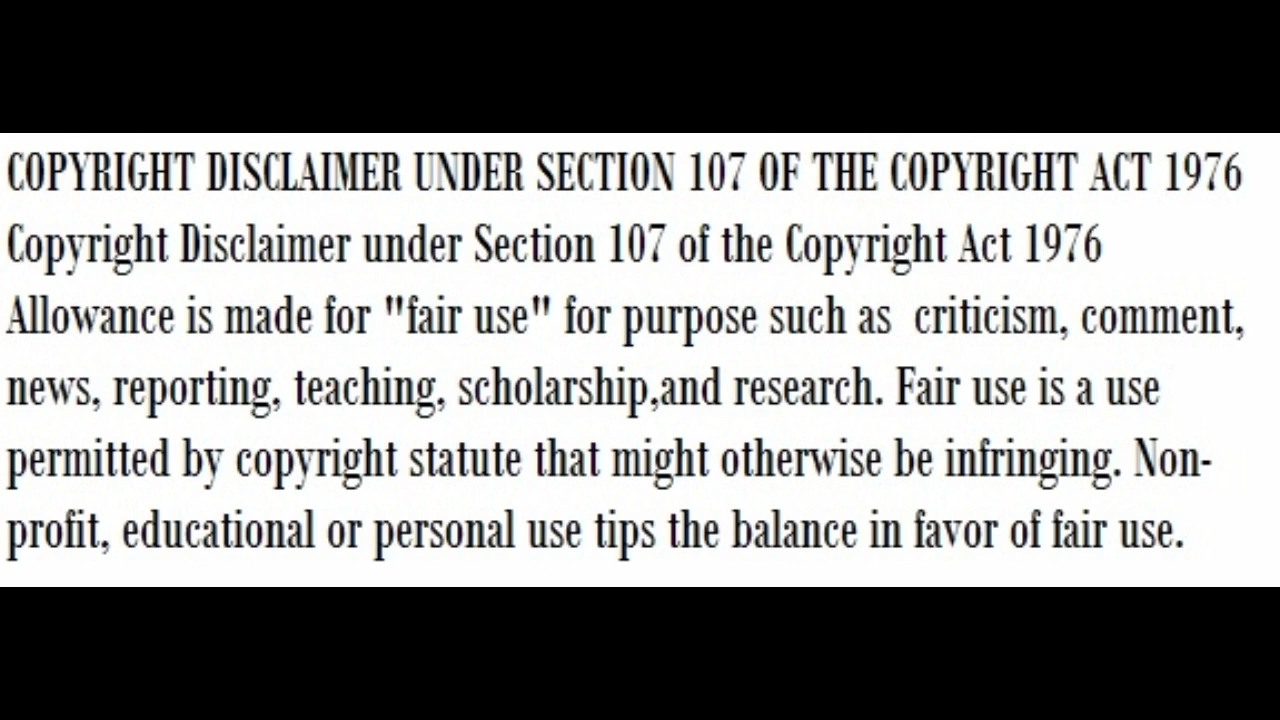 COPYRIGHT DISCLAIMER UNDER SECTION 107 OF THE COPYRIGHT ACT 1976
Copyright Disclaimer under Section 107 of the Copyright Act 1976
Allowance is made for "fair use" for purpose such as  criticism, comment,
news, reporting, teaching, scholarship,and research. Fair use is a use
permitted by copyright statute that might otherwise be infringing. Non-
profit, educational or personal use tips the balance in favor of fair use.